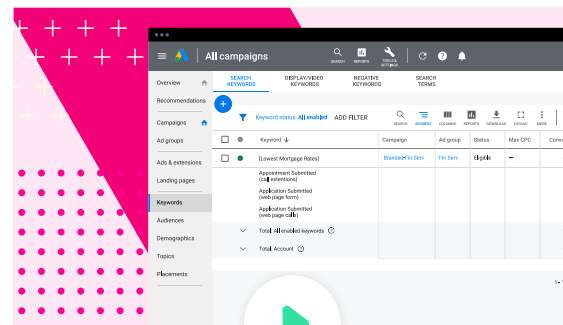 All campaigns
SEARCH
REPORTS
TOOLS &
SETTINGS
Overview
Recommendations
Campaigns
Ad groups
Ads & extensions
Landing pages
Keywords
Audiences
Demographics
Topics
Placements
SEARCH
KEYWORDS
DISPLAY/VIDEO
KEYWORDS
NEGATIVE
KEYWORDS
SEARCH
TERMS
Keyword status: All enabled ADD FILTER
SEARCH
SEGMENT
COLUMNS
REPORTS
DOWNLOAD
EXPAND
MORE
Keyword Campaign Ad group Status Max CPC Conve
[Lowest Mortgage Rates] Branded-Fin Serv Fin Serv Eligible –
Appointment Submitted
(call extentions)
Application Submitted
(web page form)
Application Submitted
(web page calls)
Total: All enabled keywords
Total: Account
1-1